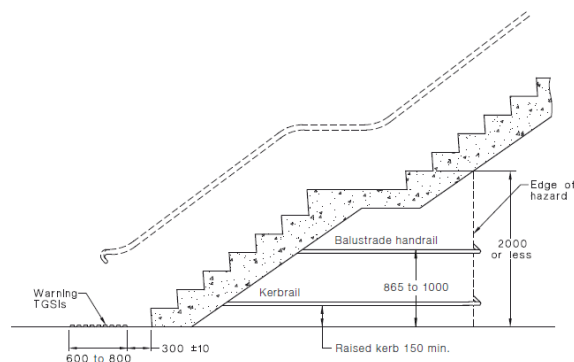 Edge of
hazard
2000
or less
Balustrade handrail
865 to 1000
Kerbrail
Warning
TGSIs
600 to 800
300 ±10
Raised kerb 150 min.